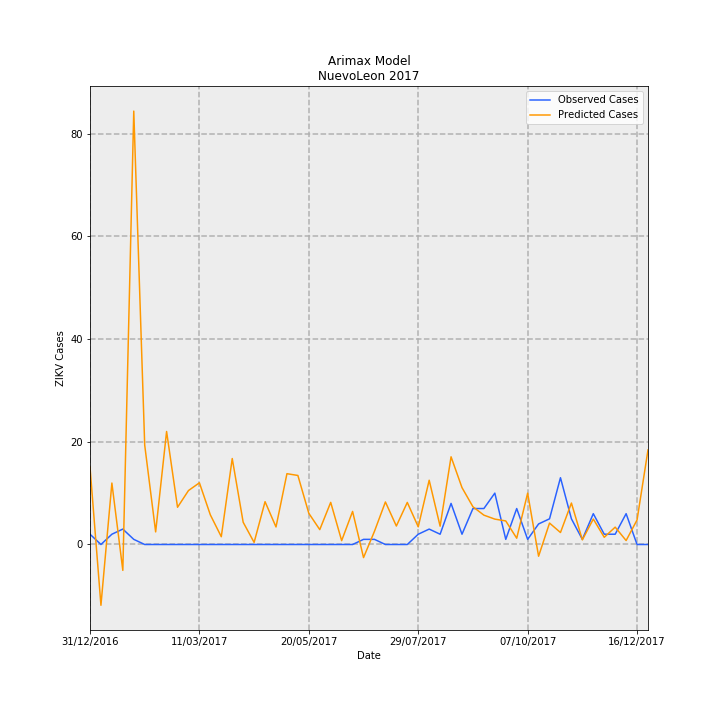 Arimax Model
NuevoLeon 2017
Observed Cases
Predicted Cases
80
60
40
20
0
ZIKV Cases
31/12/2016 11/03/2017 20/05/2017 29/07/2017 07/10/2017 16/12/2017
Date